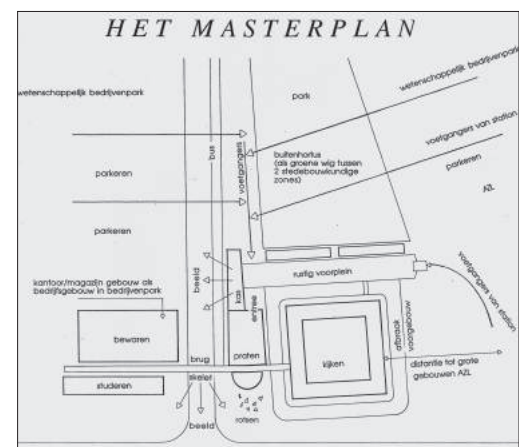 HET MASTERPLAN
wetenschappelijk bedrijvenpark
park
wetenschappelijk bedrijvenpark
bus
voetgangers
voetgangers van station
buitenhortus
(als groene wig tussen
2 stedebouwkundige
zones)
parkeren
parkeren
AZL
parkeren
beeld
kas
rustig voorplein
voetgangers van station
kantoor/magazijn gebouw als
bedrijfsgebouw in bedrijvenpark
entree
afbraak
voorgebouw
bewaren
brug
praten
kijken
distantie tot grote
gebouwen AZL
studeren
skelet
rotsen
beeld